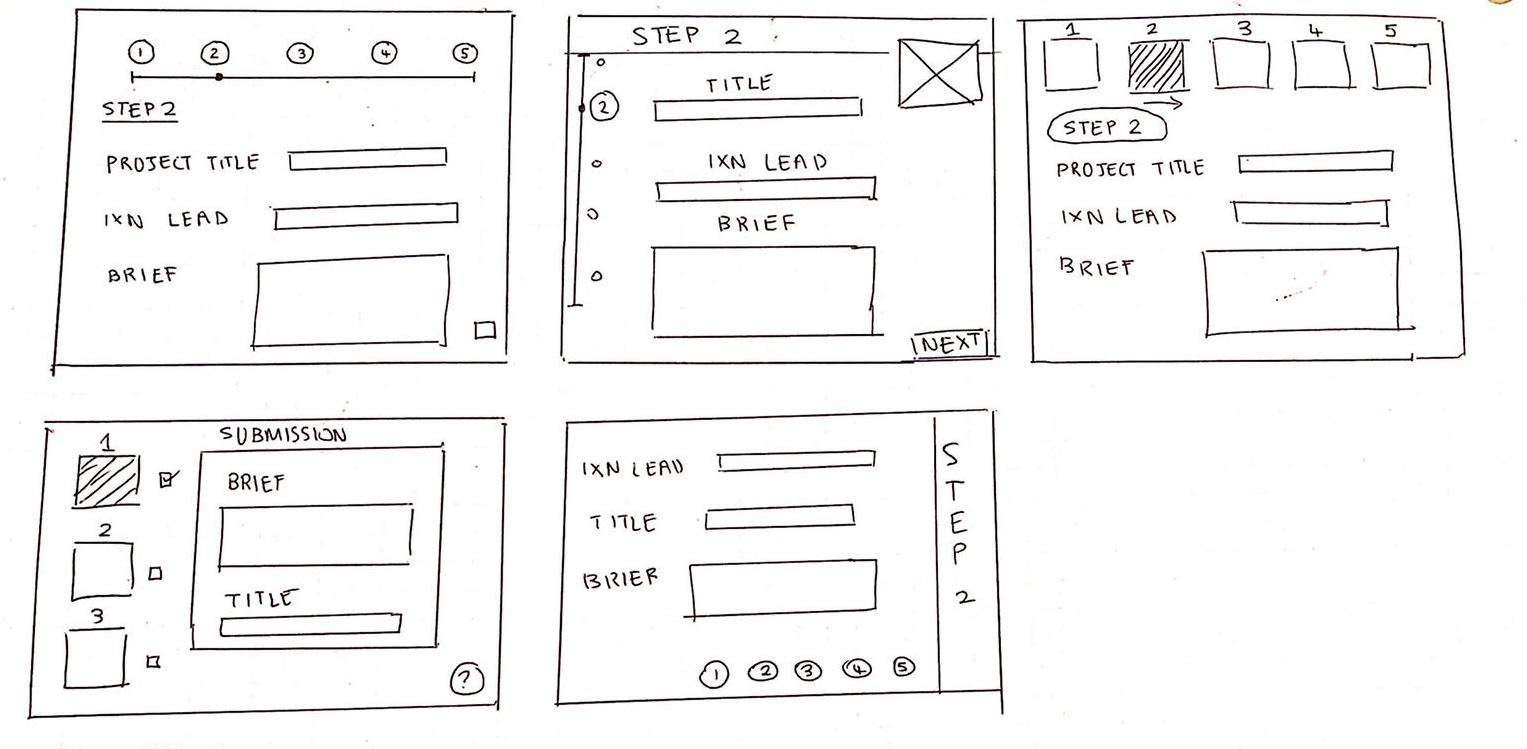 1 2 3 4 5
STEP 2
PROJECT TITLE
IXN LEAD
BRIEF
STEP 2
2
TITLE
IXN LEAD
BRIEF
NEXT
1 2 3 4 5
STEP 2
PROJECT TITLE
IXN LEAD
BRIEF
SUBMISSION
1
BRIEF
2
TITLE
3
?
IXN LEAD
TITLE
BRIEF
1 2 3 4 5
STEP 2